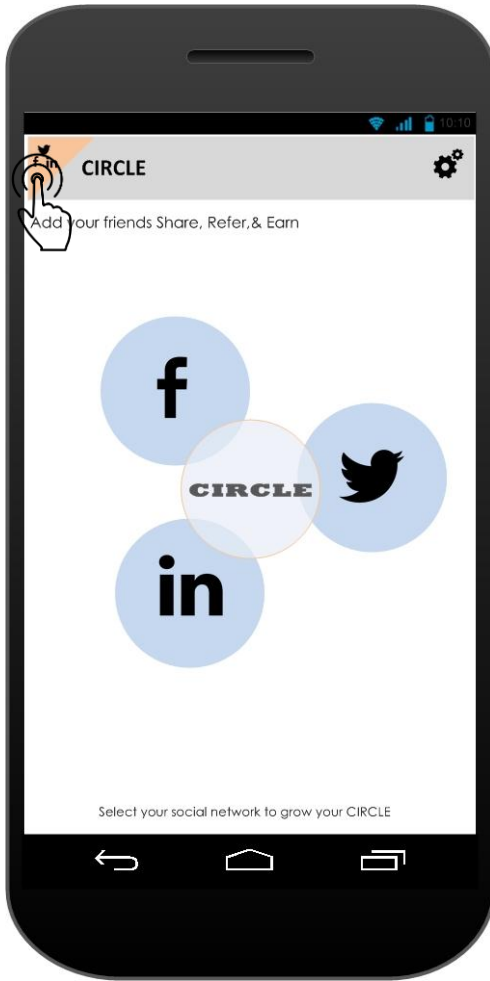 10:10
f in
CIRCLE
Add your friends Share, Refer,& Earn
f
CIRCLE
in
Select your social network to grow your CIRCLE